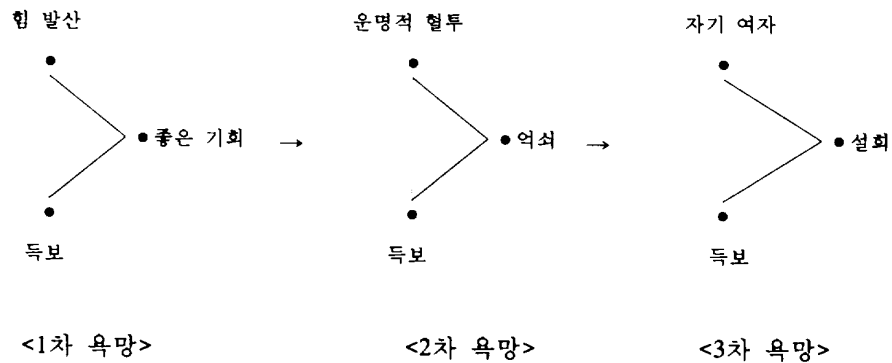 힘 발산
운명적 혈투
자기 여자
좋은 기회 →
억쇠 →
설희
득보
득보
득보
<1차 욕망>
<2차 욕망>
<3차 욕망>